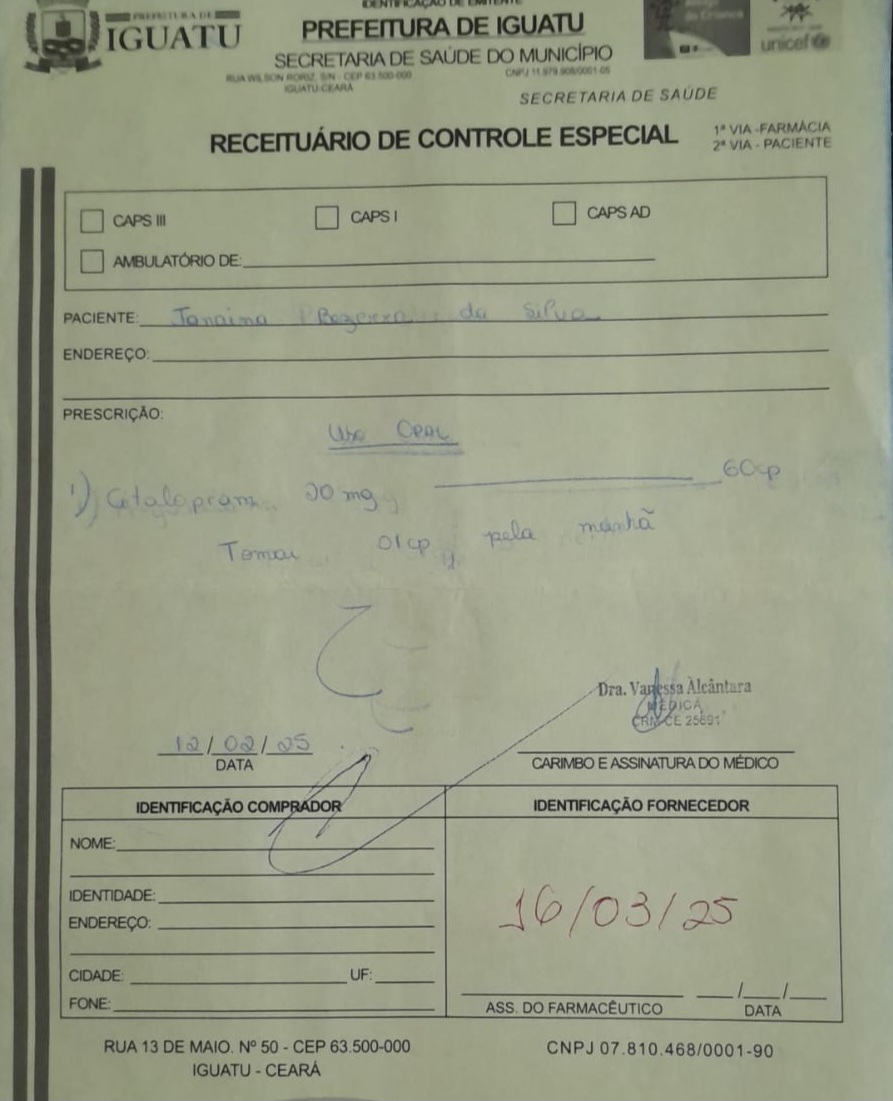 PREFEITURA DE
IGUATU
IDENTIFICAÇÃO DE EMITENTE
PREFEITURA DE IGUATU
SECRETARIA DE SAÚDE DO MUNICÍPIO
RUA WILSON RORIZ, S/N - CEP 63.500-000
IGUATU-CEARÁ
CNPJ 11.979.908/0001-05
unicef
SECRETARIA DE SAÚDE
RECEITUÁRIO DE CONTROLE ESPECIAL
1ª VIA -FARMÁCIA
2ª VIA - PACIENTE
CAPS III
CAPS I
CAPS AD
AMBULATÓRIO DE:
PACIENTE: Janaina Bezerra da Silva
ENDEREÇO:
PRESCRIÇÃO:
Uso ORAL
1) Citalopram 20mg 60cp
Tomar 01cp pela manhã
Dra. Vanessa Alcântara
MÉDICA
CRM CE 25691
12/02/25
DATA
CARIMBO E ASSINATURA DO MÉDICO
IDENTIFICAÇÃO COMPRADOR
IDENTIFICAÇÃO FORNECEDOR
NOME:
IDENTIDADE:
ENDEREÇO:
16/03/25
CIDADE: UF:
FONE:
ASS. DO FARMACÊUTICO
DATA
RUA 13 DE MAIO. Nº 50 - CEP 63.500-000
IGUATU - CEARÁ
CNPJ 07.810.468/0001-90